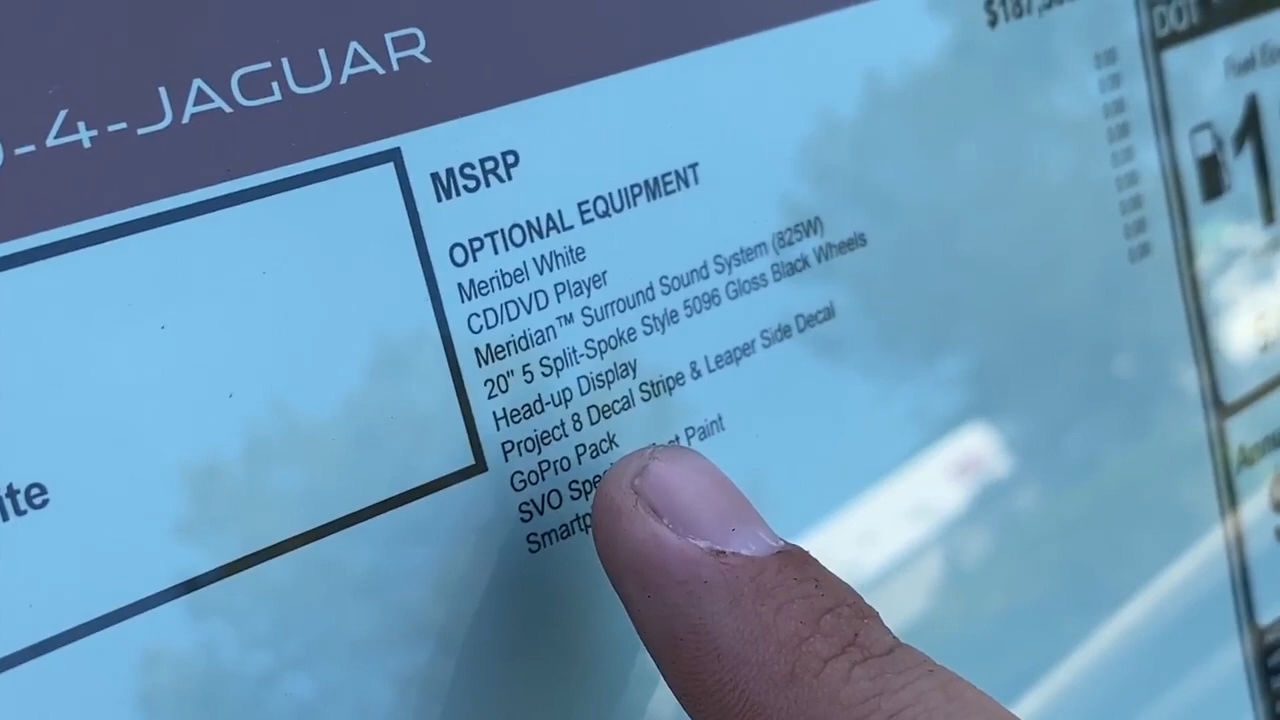 -4-JAGUAR
MSRP
OPTIONAL EQUIPMENT
Meribel White
CD/DVD Player
Meridian™ Surround Sound System (825W)
20" 5 Split-Spoke Style 5096 Gloss Black Wheels
Head-up Display
Project 8 Decal Stripe & Leaper Side Decal
GoPro Pack
SVO Paint
DOT
1